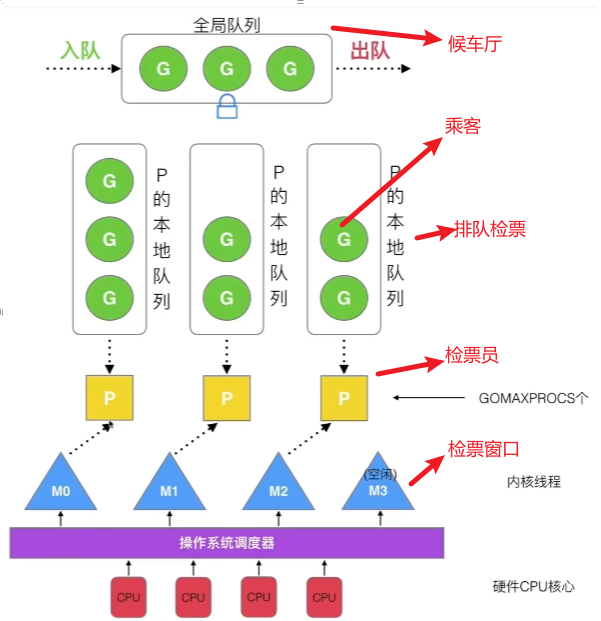 全局队列
入队
出队
候车厅
G
G
G
乘客
G
G
G
P的本地队列
G
G
P的本地队列
G
G
P的本地队列
排队检票
检票员
P
P
P
GOMAXPROCS个
检票窗口
M0
M1
M2
(空闲)
M3
内核线程
操作系统调度器
CPU
CPU
CPU
CPU
硬件CPU核心